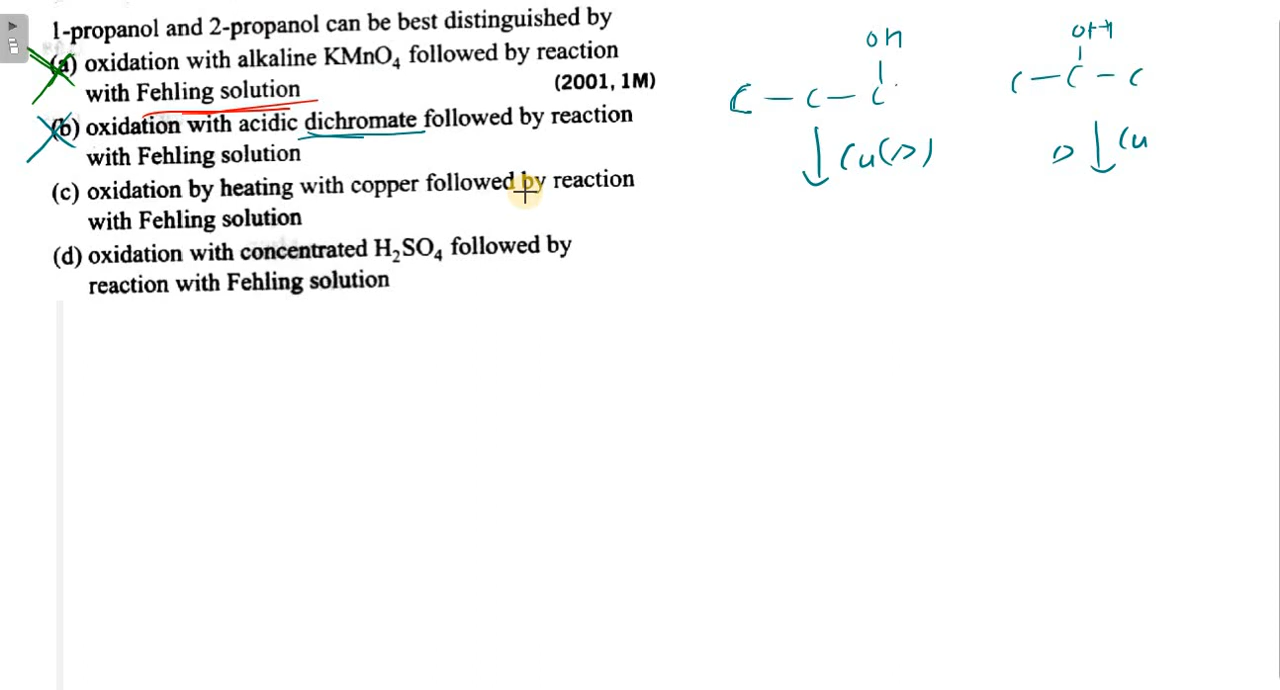 1-propanol and 2-propanol can be best distinguished by
(a) oxidation with alkaline KMnO₄ followed by reaction
with Fehling solution (2001, 1M)
(b) oxidation with acidic dichromate followed by reaction
with Fehling solution
(c) oxidation by heating with copper followed by reaction
with Fehling solution
(d) oxidation with concentrated H₂SO₄ followed by
reaction with Fehling solution
OH
C — C — C
↓ Cu(Δ)
OH
C — C — C
Δ ↓ Cu